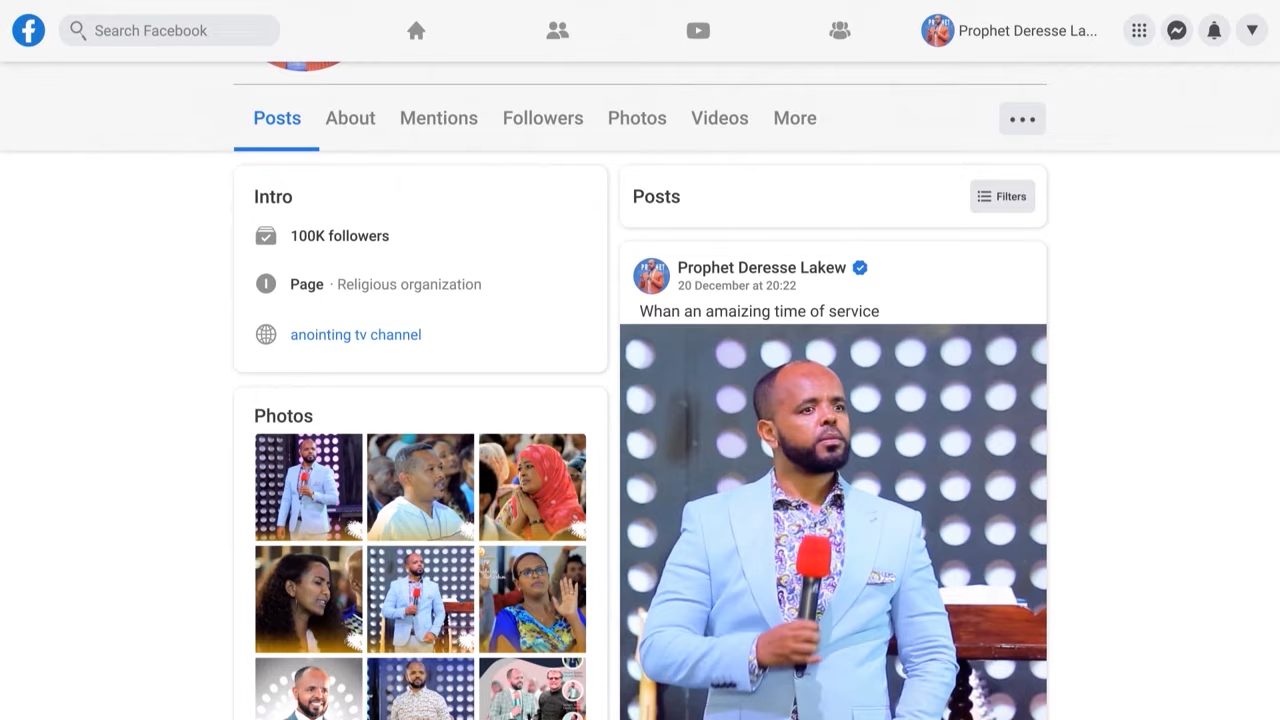 Search Facebook
Prophet Deresse La...
Posts
About
Mentions
Followers
Photos
Videos
More
Intro
100K followers
Page · Religious organization
anointing tv channel
Photos
Posts
Filters
Prophet Deresse Lakew
20 December at 20:22
Whan an amaizing time of service